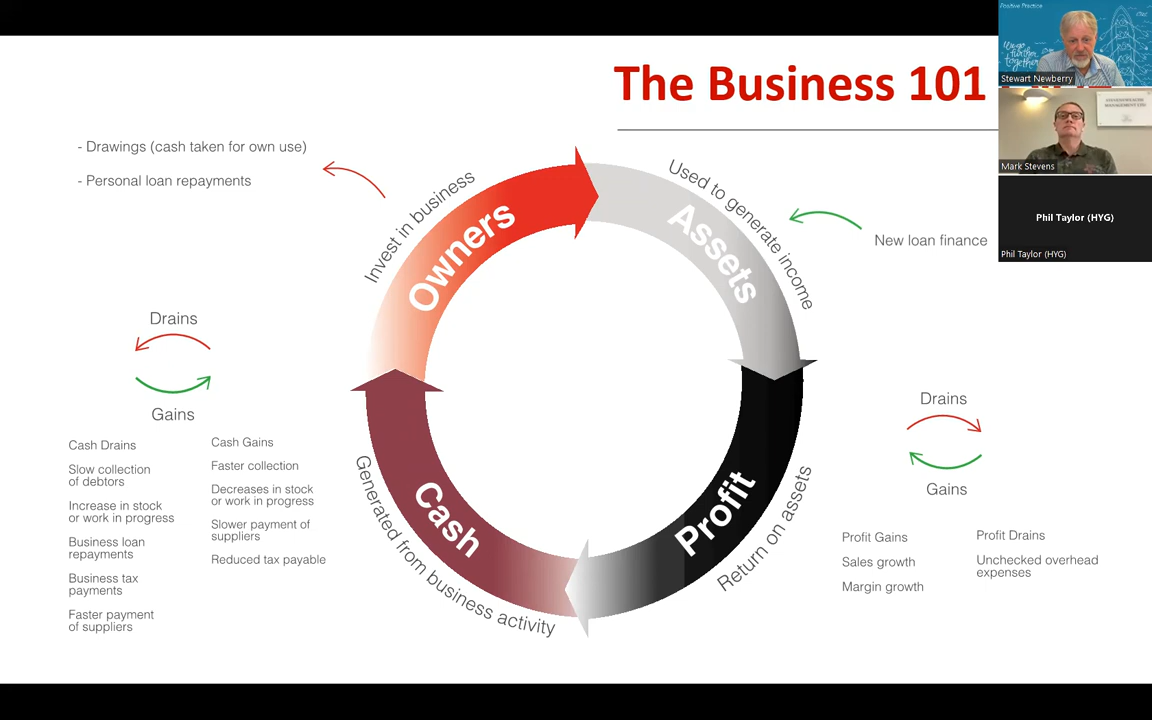 The Business 101
- Drawings (cash taken for own use)
- Personal loan repayments
Invest in business
Owners
Used to generate income
Assets
New loan finance
Drains
Gains
Cash Drains
Slow collection
of debtors
Increase in stock
or work in progress
Business loan
repayments
Business tax
payments
Faster payment
of suppliers
Cash Gains
Faster collection
Decreases in stock
or work in progress
Slower payment of
suppliers
Reduced tax payable
Cash
Generated from business activity
Profit
Return on assets
Drains
Gains
Profit Gains
Sales growth
Margin growth
Profit Drains
Unchecked overhead
expenses
Positive Practice
Stewart Newberry
Mark Stevens
Phil Taylor (HYG)
Phil Taylor (HYG)